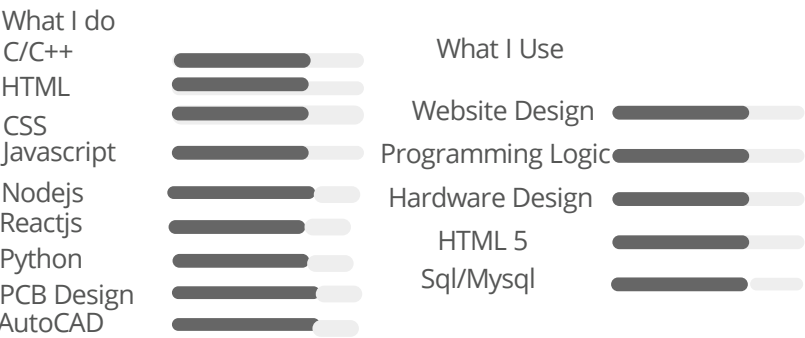 What I do
C/C++
HTML
CSS
Javascript
Nodejs
Reactjs
Python
PCB Design
AutoCAD
What I Use
Website Design
Programming Logic
Hardware Design
HTML 5
Sql/Mysql